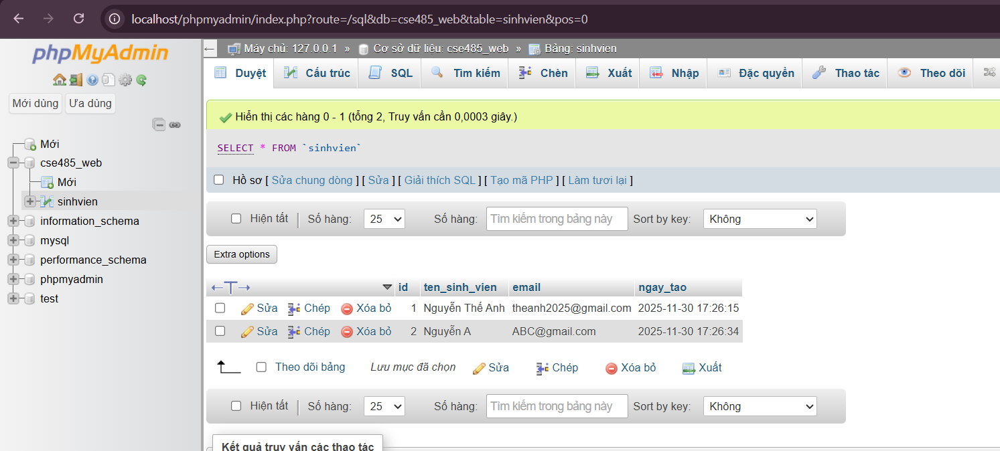 localhost/phpmyadmin/index.php?route=/sql&db=cse485_web&table=sinhvien&pos=0
phpMyAdmin
Mới dùng Ưa dùng
Mới
cse485_web
Mới
sinhvien
information_schema
mysql
performance_schema
phpmyadmin
test
Máy chủ: 127.0.0.1 » Cơ sở dữ liệu: cse485_web » Bảng: sinhvien
Duyệt Cấu trúc SQL Tìm kiếm Chèn Xuất Nhập Đặc quyền Thao tác Theo dõi
Hiển thị các hàng 0 - 1 (tổng 2, Truy vấn cần 0,0003 giây.)
SELECT * FROM `sinhvien`
Hồ sơ [ Sửa chung dòng ] [ Sửa ] [ Giải thích SQL ] [ Tạo mã PHP ] [ Làm tươi lại ]
Hiện tất Số hàng: 25 Số hàng: Tìm kiếm trong bảng này Sort by key: Không
Extra options
id ten_sinh_vien email ngay_tao
Sửa Chép Xóa bỏ 1 Nguyễn Thế Anh theanh2025@gmail.com 2025-11-30 17:26:15
Sửa Chép Xóa bỏ 2 Nguyễn A ABC@gmail.com 2025-11-30 17:26:34
Theo dõi bảng Lưu mục đã chọn Sửa Chép Xóa bỏ Xuất
Hiện tất Số hàng: 25 Số hàng: Tìm kiếm trong bảng này Sort by key: Không
Kết quả truy vấn các thao tác